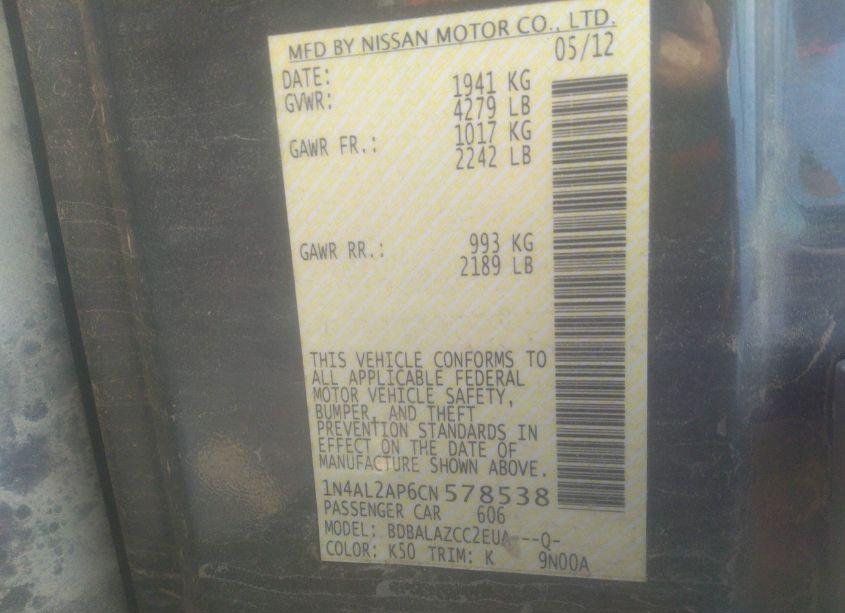 MFD BY NISSAN MOTOR CO., LTD.
DATE: 05/12
GVWR: 1941 KG
4279 LB
GAWR FR.: 1017 KG
2242 LB
GAWR RR.: 993 KG
2189 LB
THIS VEHICLE CONFORMS TO
ALL APPLICABLE FEDERAL
MOTOR VEHICLE SAFETY,
BUMPER, AND THEFT
PREVENTION STANDARDS IN
EFFECT ON THE DATE OF
MANUFACTURE SHOWN ABOVE.
1N4AL2AP6CN578538
PASSENGER CAR 606
MODEL: BDBALAZCC2EUA---Q-
COLOR: K50 TRIM: K 9N00A